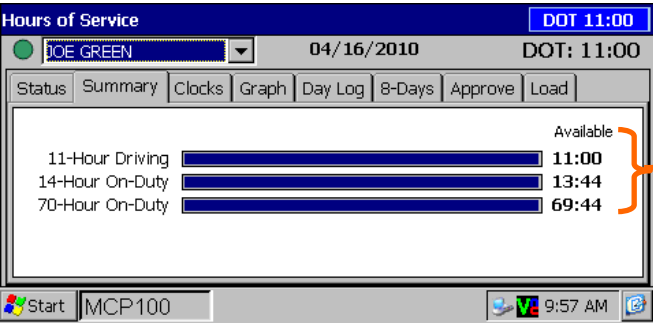 Hours of Service DOT 11:00
JOE GREEN 04/16/2010 DOT: 11:00
Status Summary Clocks Graph Day Log 8-Days Approve Load
Available
11-Hour Driving 11:00
14-Hour On-Duty 13:44
70-Hour On-Duty 69:44
Start MCP100 9:57 AM